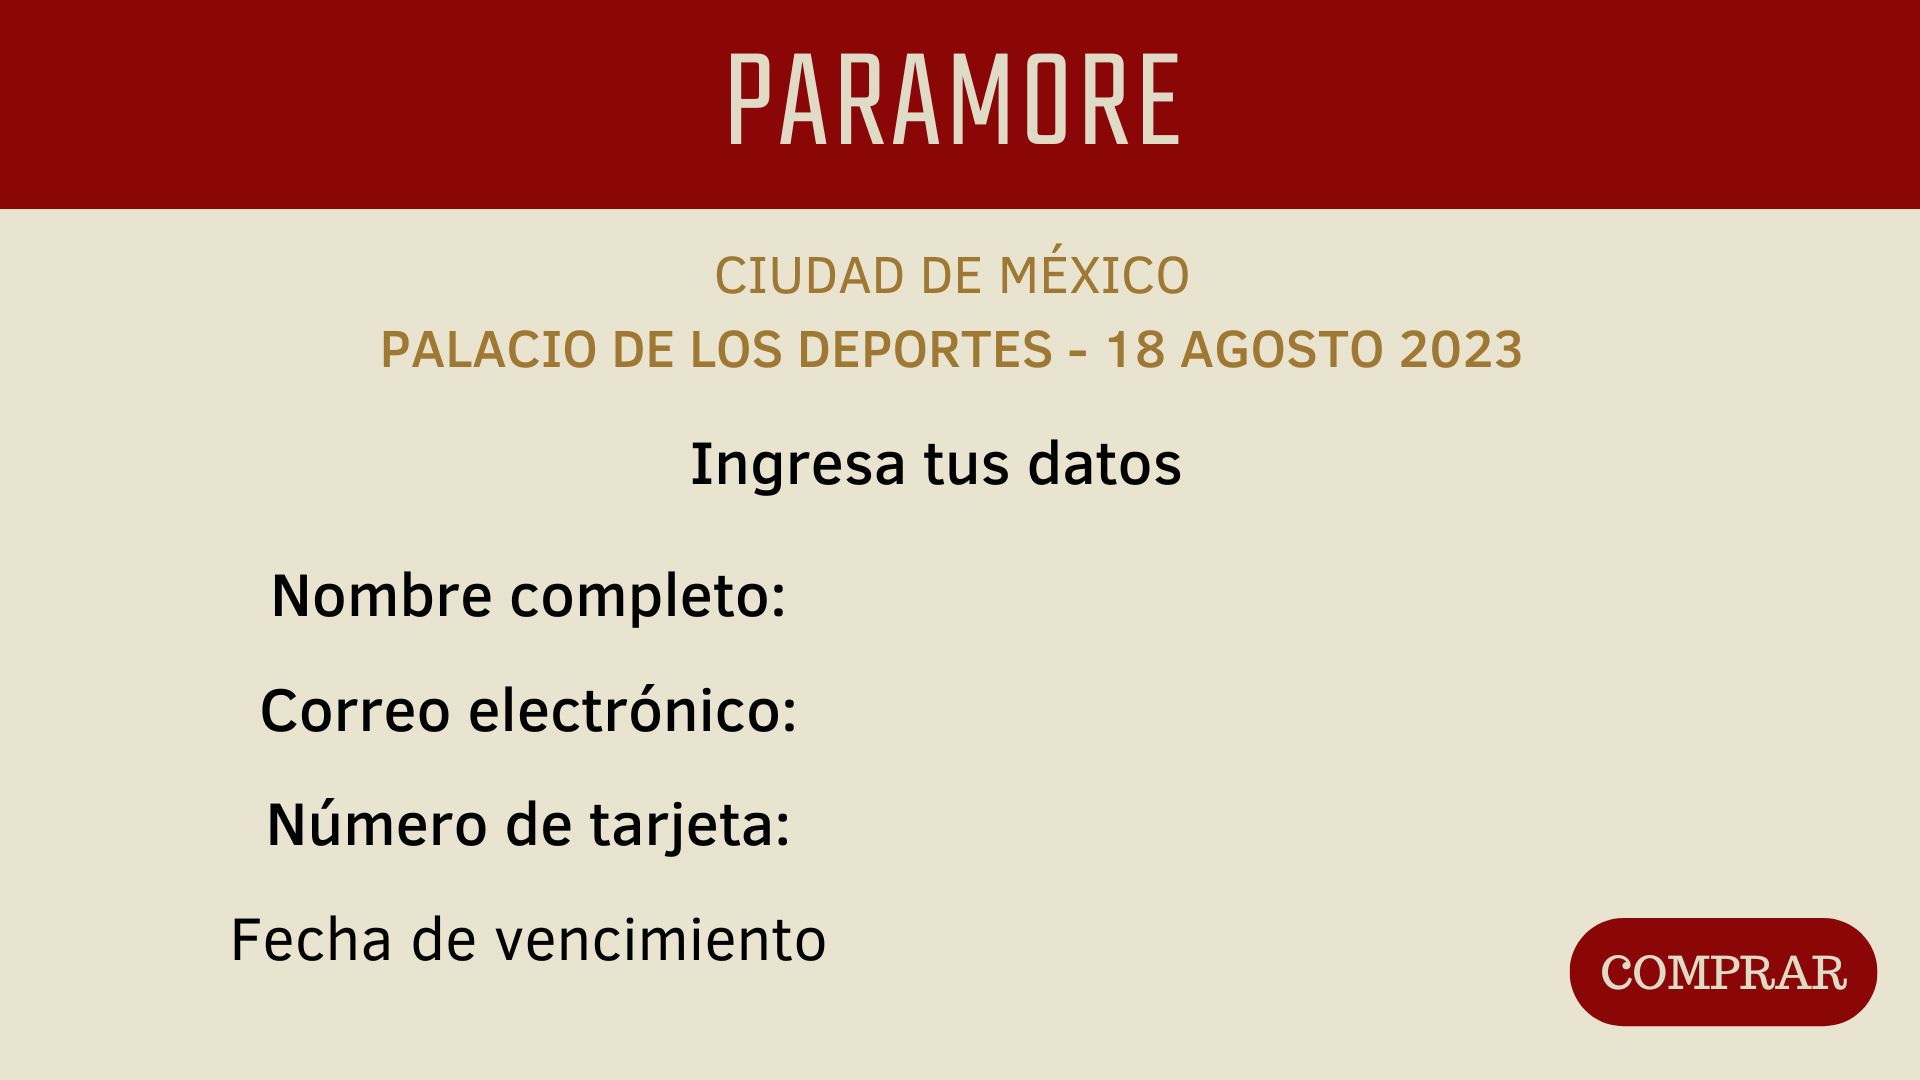 PARAMORE
CIUDAD DE MÉXICO
PALACIO DE LOS DEPORTES - 18 AGOSTO 2023
Ingresa tus datos
Nombre completo:
Correo electrónico:
Número de tarjeta:
Fecha de vencimiento
COMPRAR